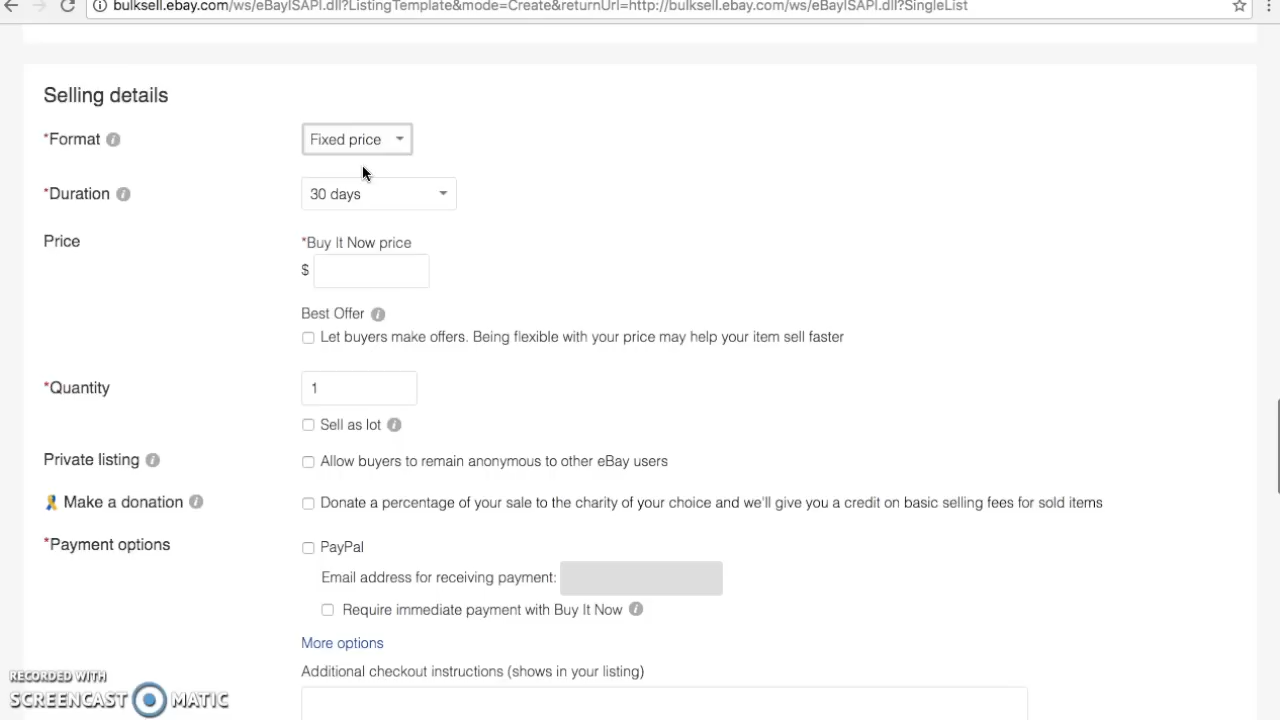 bulksell.ebay.com/ws/eBayISAPI.dll?ListingTemplate&mode=Create&returnUrl=http://bulksell.ebay.com/ws/eBayISAPI.dll?SingleList
Selling details
*Format
Fixed price
*Duration
30 days
Price
*Buy It Now price
$
Best Offer
Let buyers make offers. Being flexible with your price may help your item sell faster
*Quantity
1
Sell as lot
Private listing
Allow buyers to remain anonymous to other eBay users
Make a donation
Donate a percentage of your sale to the charity of your choice and we'll give you a credit on basic selling fees for sold items
*Payment options
PayPal
Email address for receiving payment:
Require immediate payment with Buy It Now
More options
Additional checkout instructions (shows in your listing)
RECORDED WITH
SCREENCAST MATIC